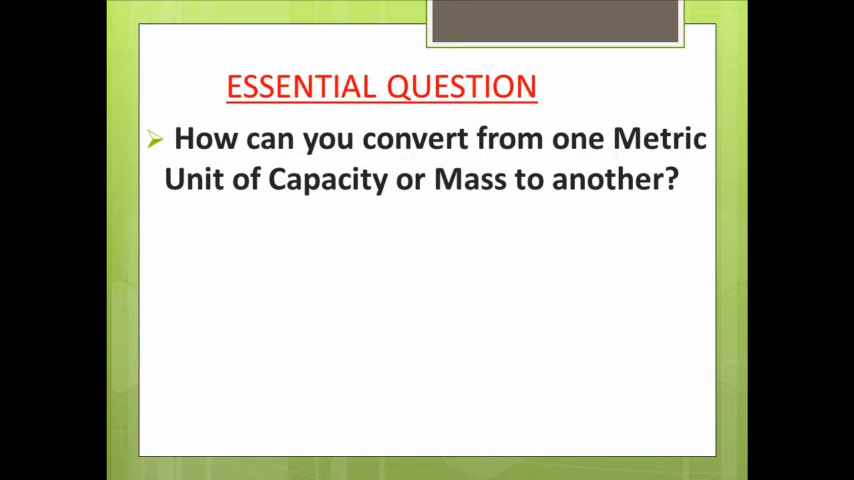 ESSENTIAL QUESTION
How can you convert from one Metric
Unit of Capacity or Mass to another?